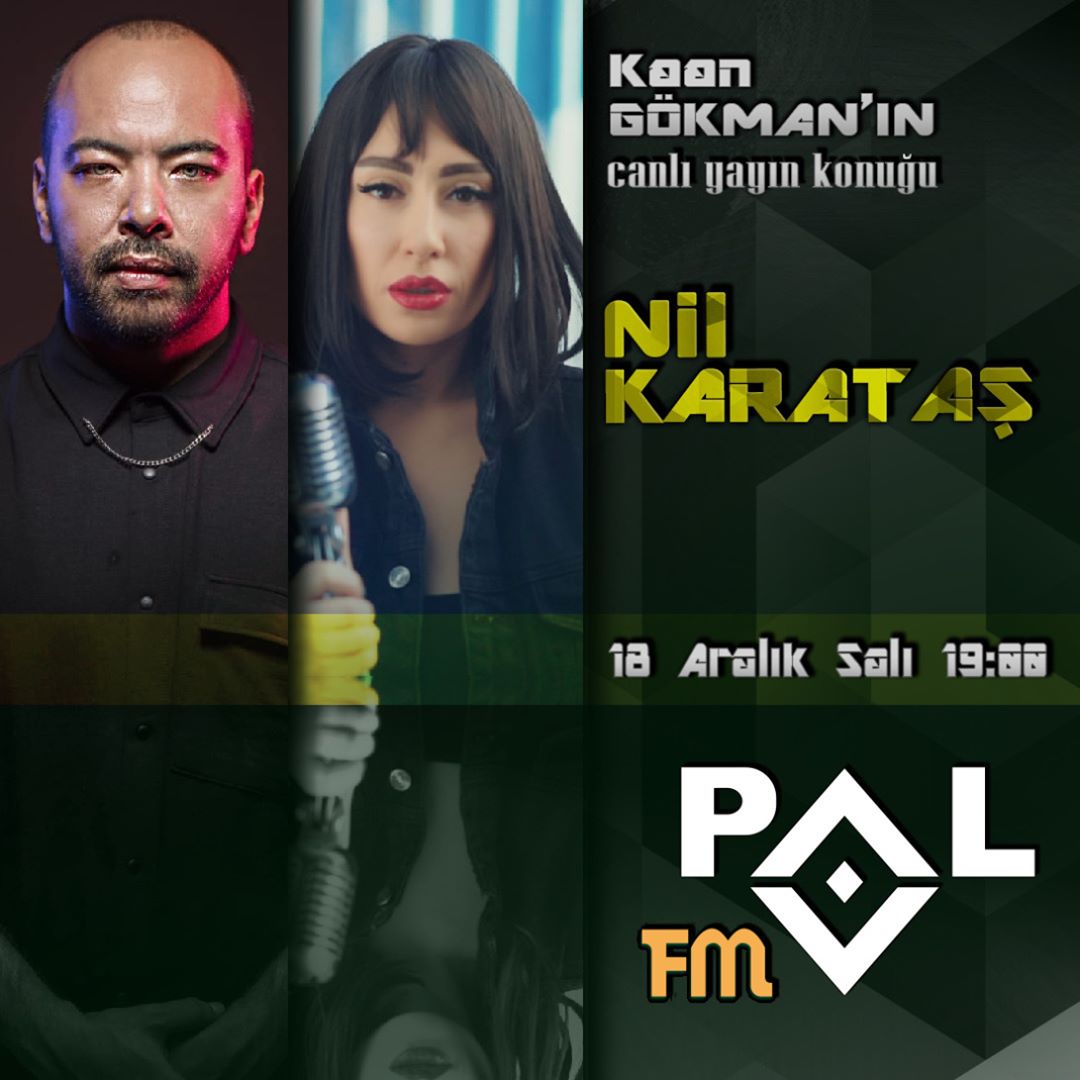 Kaan
GÖKMAN'IN
canlı yayın konuğu
Nil
KARATAŞ
18 Aralık Salı 19:00
PAL
FM